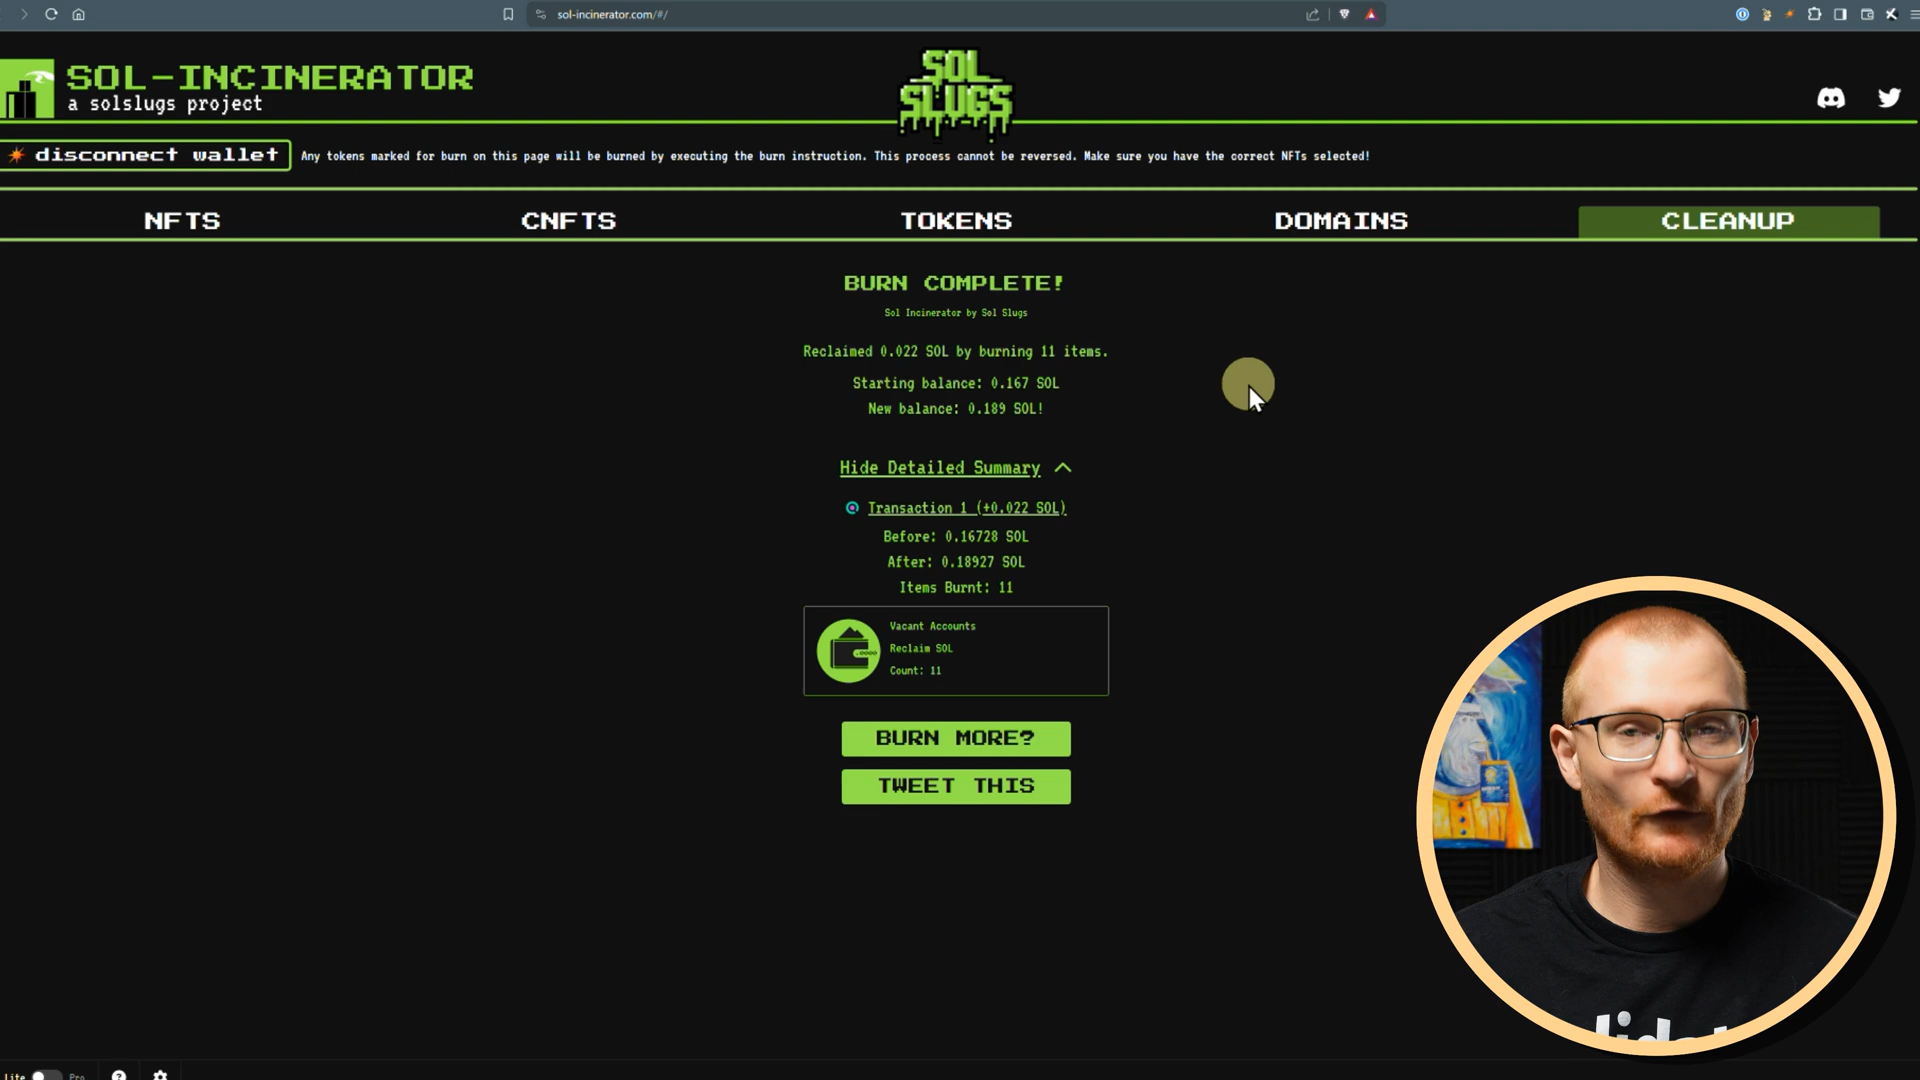 sol-incinerator.com/#/
SOL-INCINERATOR
a solslugs project
SOL
SLUGS
disconnect wallet
Any tokens marked for burn on this page will be burned by executing the burn instruction. This process cannot be reversed. Make sure you have the correct NFTs selected!
NFTS
CNFTS
TOKENS
DOMAINS
CLEANUP
BURN COMPLETE!
Sol Incinerator by Sol Slugs
Reclaimed 0.022 SOL by burning 11 items.
Starting balance: 0.167 SOL
New balance: 0.189 SOL!
Hide Detailed Summary
Transaction 1 (+0.022 SOL)
Before: 0.16728 SOL
After: 0.18927 SOL
Items Burnt: 11
Vacant Accounts
Reclaim SOL
Count: 11
BURN MORE?
TWEET THIS
Lite
Pro